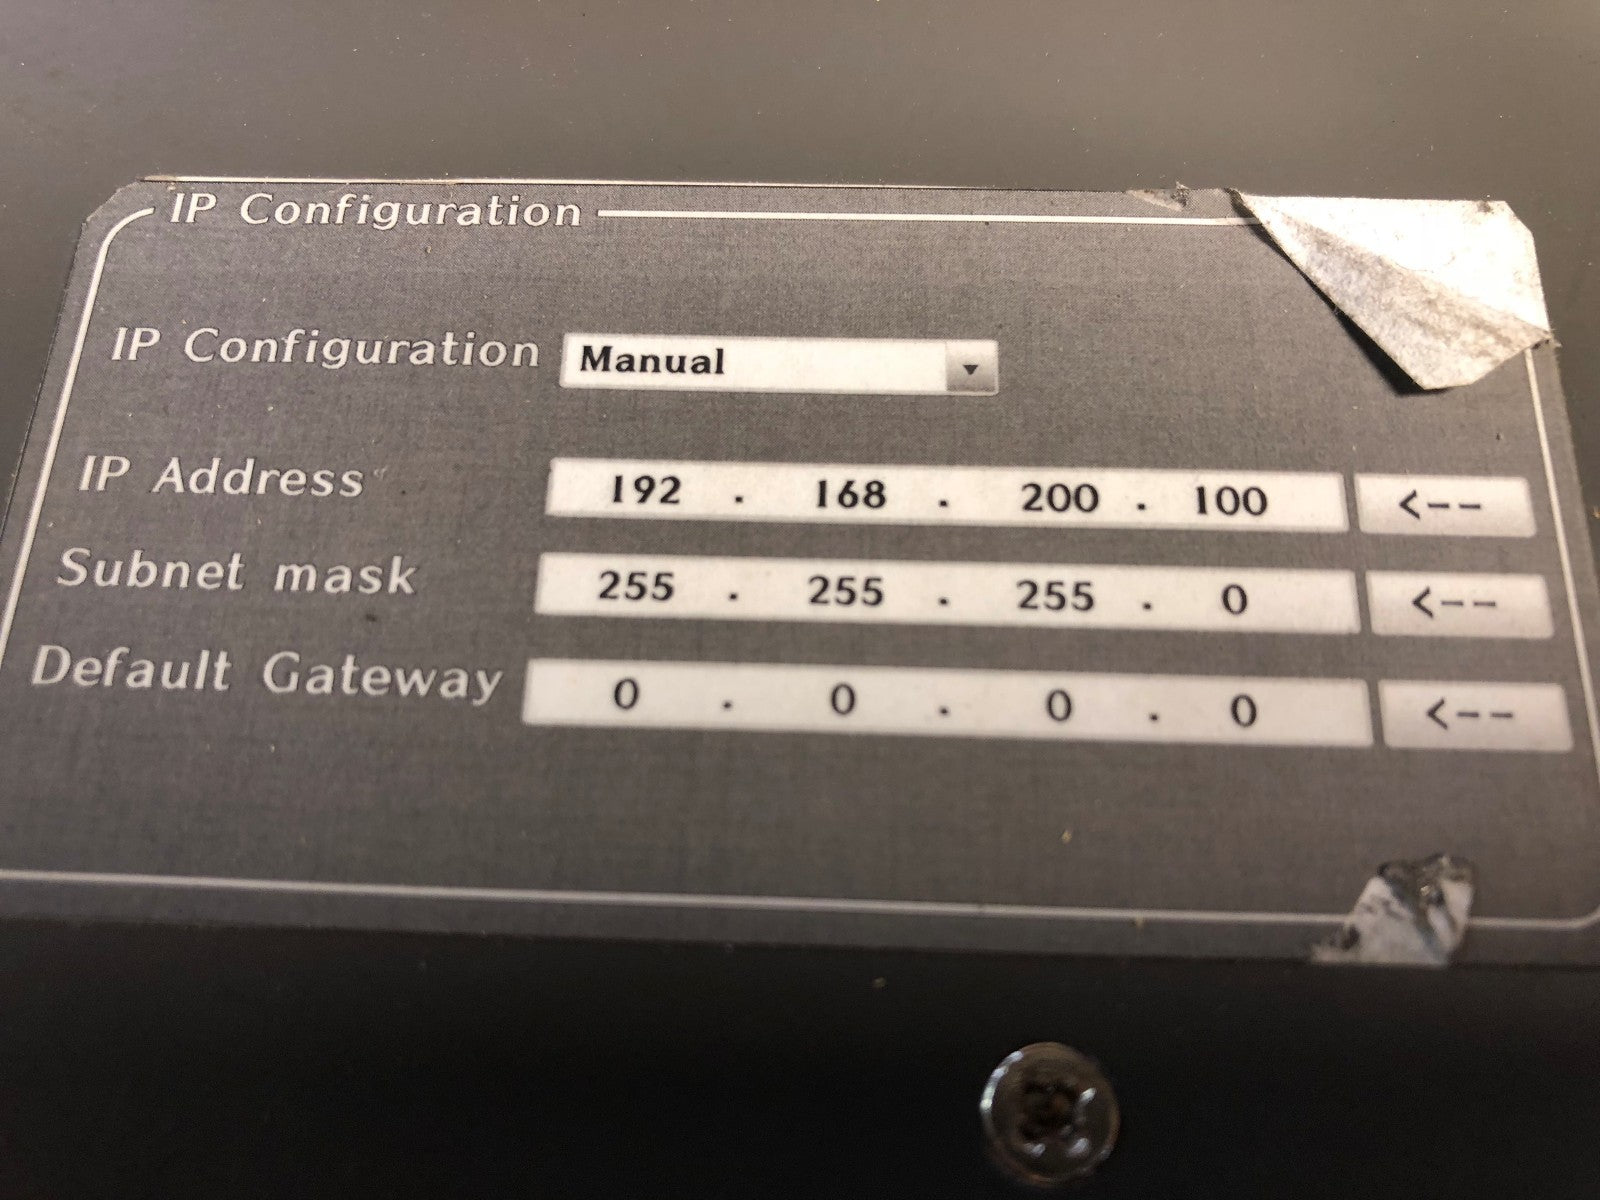 IP Configuration
IP Configuration Manual
IP Address 192 . 168 . 200 . 100 <--
Subnet mask 255 . 255 . 255 . 0 <--
Default Gateway 0 . 0 . 0 . 0 <--